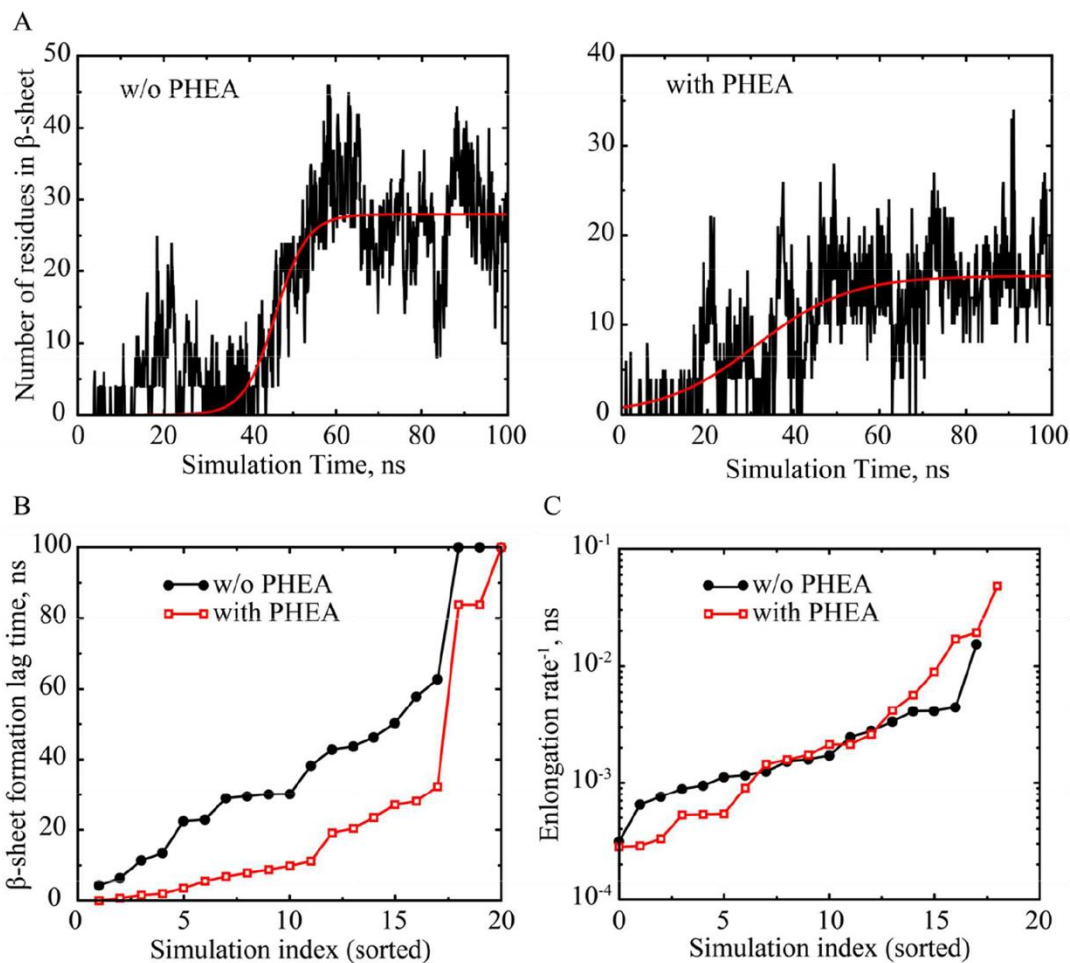 A
w/o PHEA
Number of residues in β-sheet
50
40
30
20
10
0
0 20 40 60 80 100
Simulation Time, ns
with PHEA
40
30
20
10
0
0 20 40 60 80 100
Simulation Time, ns
B
β-sheet formation lag time, ns
100
80
60
40
20
0
w/o PHEA
with PHEA
0 5 10 15 20
Simulation index (sorted)
C
Enlongation rate⁻¹, ns
10⁻¹
10⁻²
10⁻³
10⁻⁴
w/o PHEA
with PHEA
0 5 10 15 20
Simulation index (sorted)